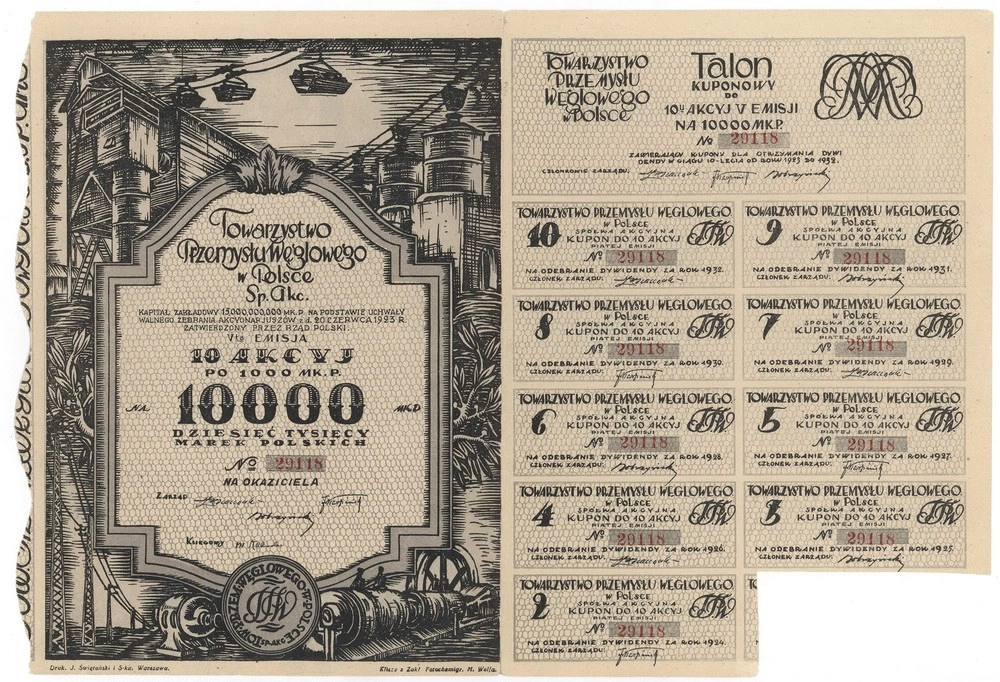 Towarzystwo
Przemysłu Węglowego
w Polsce
Sp. Akc.
KAPITAŁ ZAKŁADOWY 15.000,000,000 MK. P. NA PODSTAWIE UCHWAŁY
WALNEGO ZEBRANIA AKCYONARJUSZÓW z d. 20 CZERWCA 1923 R.
ZATWIERDZONY PRZEZ RZĄD POLSKI.
Vta EMISJA
10 AKCYJ
PO 1000 MK. P.
NA 10000 MK.P.
DZIESIĘĆ TYSIĘCY
MAREK POLSKICH
No 29118
NA OKAZICIELA
ZARZĄD
KSIĘGOWY
TOW. PRZEM. WĘGLOWEGO W POLSCE SP. AKC.
Druk. J. Świętoński i S-ka, Warszawa.
Klisza z Zakł. Fotochemigr. M. Wolfa.
Towarzystwo
Przemysłu
Węglowego
w Polsce
Talon
KUPONOWY
DO
10u AKCYJ V EMISJI
NA 10000 MK.P.
No 29118
ZAWIERAJĄCY KUPONY DLA OTRZYMANIA DYWI
DENDY W CIĄGU 10-LECIA OD ROKU 1923 DO 1932.
CZŁONKOWIE ZARZĄDU:
TOWARZYSTWO PRZEMYSŁU WĘGLOWEGO
w Polsce
10 SPÓŁKA AKCYJNA
KUPON DO 10 AKCYJ
PIĄTEJ EMISJI
No 29118
NA ODEBRANIE DYWIDENDY ZA ROK 1932.
CZŁONEK ZARZĄDU:
TOWARZYSTWO PRZEMYSŁU WĘGLOWEGO
w Polsce
9 SPÓŁKA AKCYJNA
KUPON DO 10 AKCYJ
PIĄTEJ EMISJI
No 29118
NA ODEBRANIE DYWIDENDY ZA ROK 1931.
CZŁONEK ZARZĄDU:
TOWARZYSTWO PRZEMYSŁU WĘGLOWEGO
w Polsce
8 SPÓŁKA AKCYJNA
KUPON DO 10 AKCYJ
PIĄTEJ EMISJI
No 29118
NA ODEBRANIE DYWIDENDY ZA ROK 1930.
CZŁONEK ZARZĄDU:
TOWARZYSTWO PRZEMYSŁU WĘGLOWEGO
w Polsce
7 SPÓŁKA AKCYJNA
KUPON DO 10 AKCYJ
PIĄTEJ EMISJI
No 29118
NA ODEBRANIE DYWIDENDY ZA ROK 1929.
CZŁONEK ZARZĄDU:
TOWARZYSTWO PRZEMYSŁU WĘGLOWEGO
w Polsce
6 SPÓŁKA AKCYJNA
KUPON DO 10 AKCYJ
PIĄTEJ EMISJI
No 29118
NA ODEBRANIE DYWIDENDY ZA ROK 1928.
CZŁONEK ZARZĄDU:
TOWARZYSTWO PRZEMYSŁU WĘGLOWEGO
w Polsce
5 SPÓŁKA AKCYJNA
KUPON DO 10 AKCYJ
PIĄTEJ EMISJI
No 29118
NA ODEBRANIE DYWIDENDY ZA ROK 1927.
CZŁONEK ZARZĄDU:
TOWARZYSTWO PRZEMYSŁU WĘGLOWEGO
w Polsce
4 SPÓŁKA AKCYJNA
KUPON DO 10 AKCYJ
PIĄTEJ EMISJI
No 29118
NA ODEBRANIE DYWIDENDY ZA ROK 1926.
CZŁONEK ZARZĄDU:
TOWARZYSTWO PRZEMYSŁU WĘGLOWEGO
w Polsce
3 SPÓŁKA AKCYJNA
KUPON DO 10 AKCYJ
PIĄTEJ EMISJI
No 29118
NA ODEBRANIE DYWIDENDY ZA ROK 1925.
CZŁONEK ZARZĄDU:
TOWARZYSTWO PRZEMYSŁU WĘGLOWEGO
w Polsce
2 SPÓŁKA AKCYJNA
KUPON DO 10 AKCYJ
PIĄTEJ EMISJI
No 29118
NA ODEBRANIE DYWIDENDY ZA ROK 1924.
CZŁONEK ZARZĄDU: